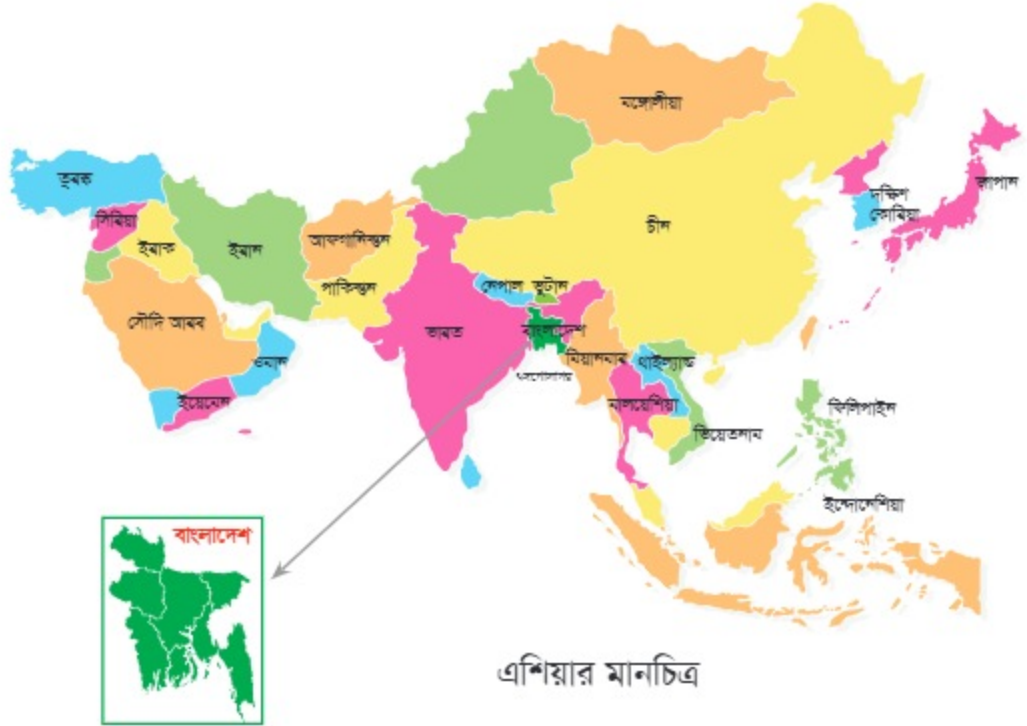 মঙ্গোলীয়া
তুরস্ক
জাপান
দক্ষিণ
কোরিয়া
সিরিয়া
চীন
ইরাক
ইরান
আফগানিস্তান
পাকিস্তান
নেপাল ভুটান
সৌদি আরব
ভারত
বাংলাদেশ
ওমান
মিয়ানমার
থাইল্যান্ড
ইয়েমেন
মালয়েশিয়া
ফিলিপাইন
ভিয়েতনাম
ইন্দোনেশিয়া
বাংলাদেশ
এশিয়ার মানচিত্র